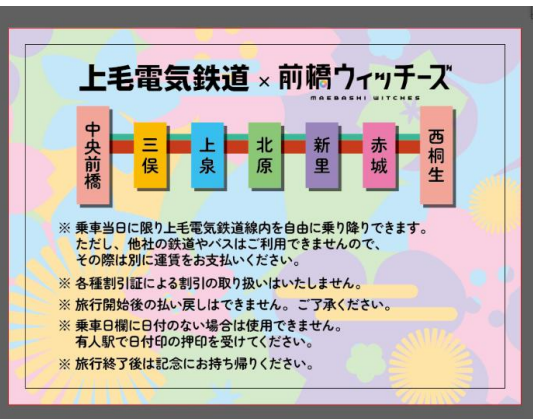 上毛電気鉄道 × 前橋ウィッチーズ
MAEBASHI WITCHES
中央前橋
三俣
上泉
北原
新里
赤城
西桐生
※ 乗車当日に限り上毛電気鉄道線内を自由に乗り降りできます。
ただし、他社の鉄道やバスはご利用できませんので、
その際は別に運賃をお支払いください。
※ 各種割引証による割引の取り扱いはいたしません。
※ 旅行開始後の払い戻しはできません。ご了承ください。
※ 乗車日欄に日付のない場合は使用できません。
有人駅で日付印の押印を受けてください。
※ 旅行終了後は記念にお持ち帰りください。